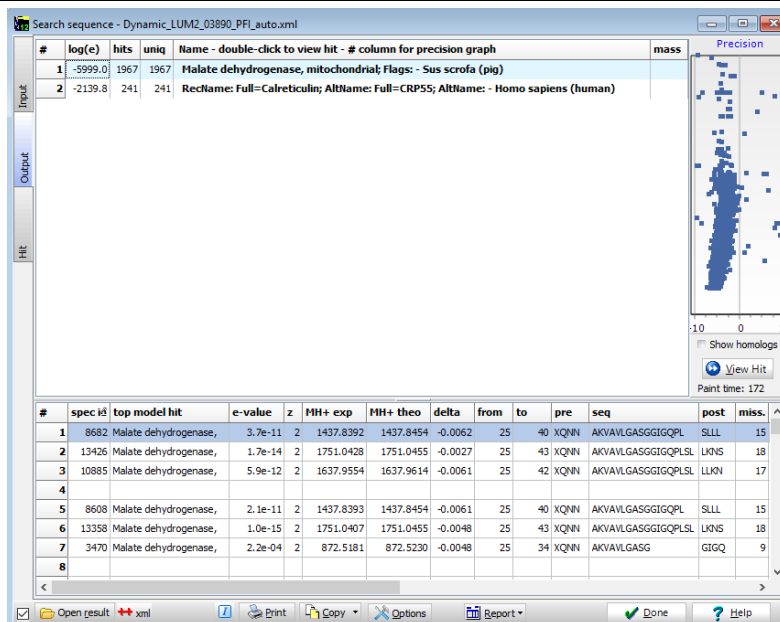 Search sequence - Dynamic_LUM2_03890_PFI_auto.xml
# log(e) hits uniq Name - double-click to view hit - # column for precision graph mass
1 -5999.0 1967 1967 Malate dehydrogenase, mitochondrial; Flags: - Sus scrofa (pig)
2 -2139.8 241 241 RecName: Full=Calreticulin; AltName: Full=CRP55; AltName: - Homo sapiens (human)
Input
Output
Hit
Precision
-10 0
Show homologs
View Hit
Paint time: 172
# spec id top model hit e-value z MH+ exp MH+ theo delta from to pre seq post miss.
1 8682 Malate dehydrogenase, 3.7e-11 2 1437.8392 1437.8454 -0.0062 25 40 XQNN AKVAVLGASGGIGQPL SLLL 15
2 13426 Malate dehydrogenase, 1.7e-14 2 1751.0428 1751.0455 -0.0027 25 43 XQNN AKVAVLGASGGIGQPLSL LKNS 18
3 10885 Malate dehydrogenase, 5.9e-12 2 1637.9554 1637.9614 -0.0061 25 42 XQNN AKVAVLGASGGIGQPLSL LLKN 17
4
5 8608 Malate dehydrogenase, 2.1e-11 2 1437.8393 1437.8454 -0.0061 25 40 XQNN AKVAVLGASGGIGQPL SLLL 15
6 13358 Malate dehydrogenase, 1.0e-15 2 1751.0407 1751.0455 -0.0048 25 43 XQNN AKVAVLGASGGIGQPLSL LKNS 18
7 3470 Malate dehydrogenase, 2.2e-04 2 872.5181 872.5230 -0.0048 25 34 XQNN AKVAVLGASG GIGQ 9
8
Open result xml Print Copy Options Report Done Help